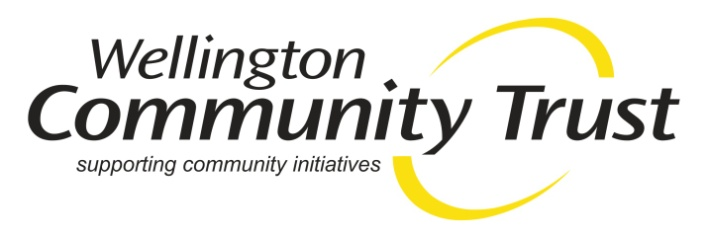 Wellington
Community Trust
supporting community initiatives